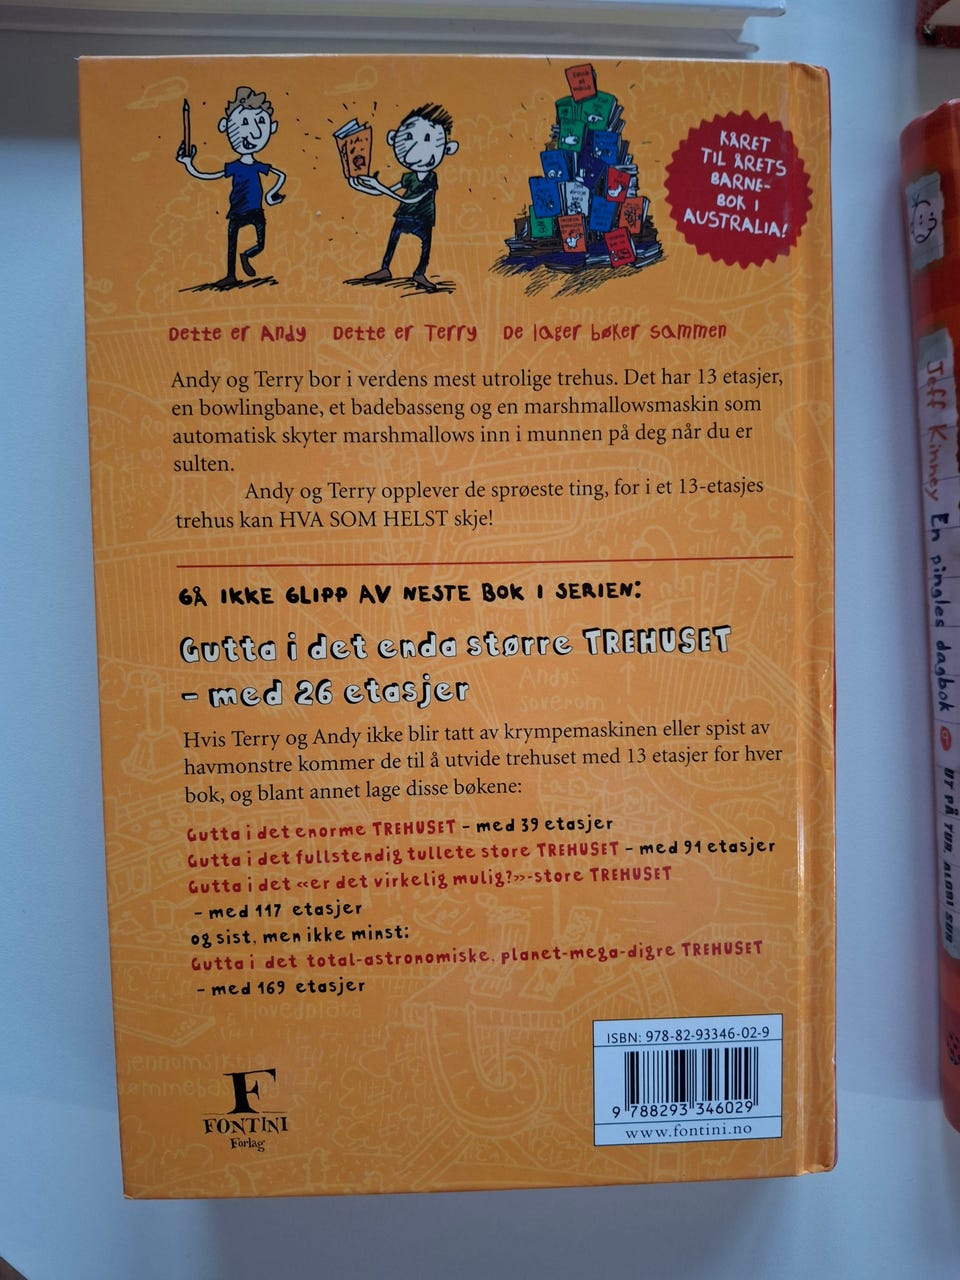 KÅRET
TIL ÅRETS
BARNE-
BOK I
AUSTRALIA!
Dette er Andy Dette er Terry De lager bøker sammen
Andy og Terry bor i verdens mest utrolige trehus. Det har 13 etasjer,
en bowlingbane, et badebasseng og en marshmallowsmaskin som
automatisk skyter marshmallows inn i munnen på deg når du er
sulten.
Andy og Terry opplever de sprøeste ting, for i et 13-etasjes
trehus kan HVA SOM HELST skje!
GÅ IKKE GLIPP AV NESTE BOK I SERIEN:
Gutta i det enda større TREHUSET
– med 26 etasjer
Andys
soverom
Hvis Terry og Andy ikke blir tatt av krympemaskinen eller spist av
havmonstre kommer de til å utvide trehuset med 13 etasjer for hver
bok, og blant annet lage disse bøkene:
Gutta i det enorme TREHUSET – med 39 etasjer
Gutta i det fullstendig tullete store TREHUSET – med 91 etasjer
Gutta i det «er det virkelig mulig?»-store TREHUSET
– med 117 etasjer
og sist, men ikke minst:
Gutta i det total-astronomiske, planet-mega-digre TREHUSET
– med 169 etasjer
ISBN: 978-82-93346-02-9
9 788293 346029
www.fontini.no
F
FONTINI
Forlag
Jeff Kinney En pingles dagbok 9 UT PÅ TUR, ALDRI SUR